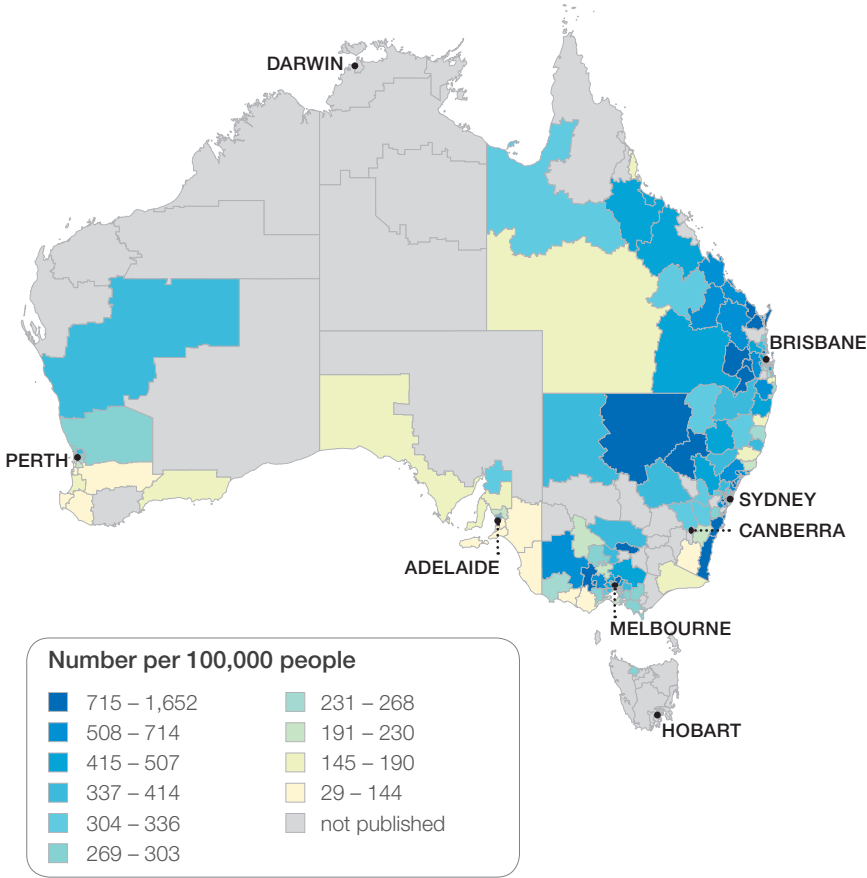 DARWIN
BRISBANE
PERTH
SYDNEY
CANBERRA
ADELAIDE
MELBOURNE
HOBART
Number per 100,000 people
715 – 1,652
508 – 714
415 – 507
337 – 414
304 – 336
269 – 303
231 – 268
191 – 230
145 – 190
29 – 144
not published